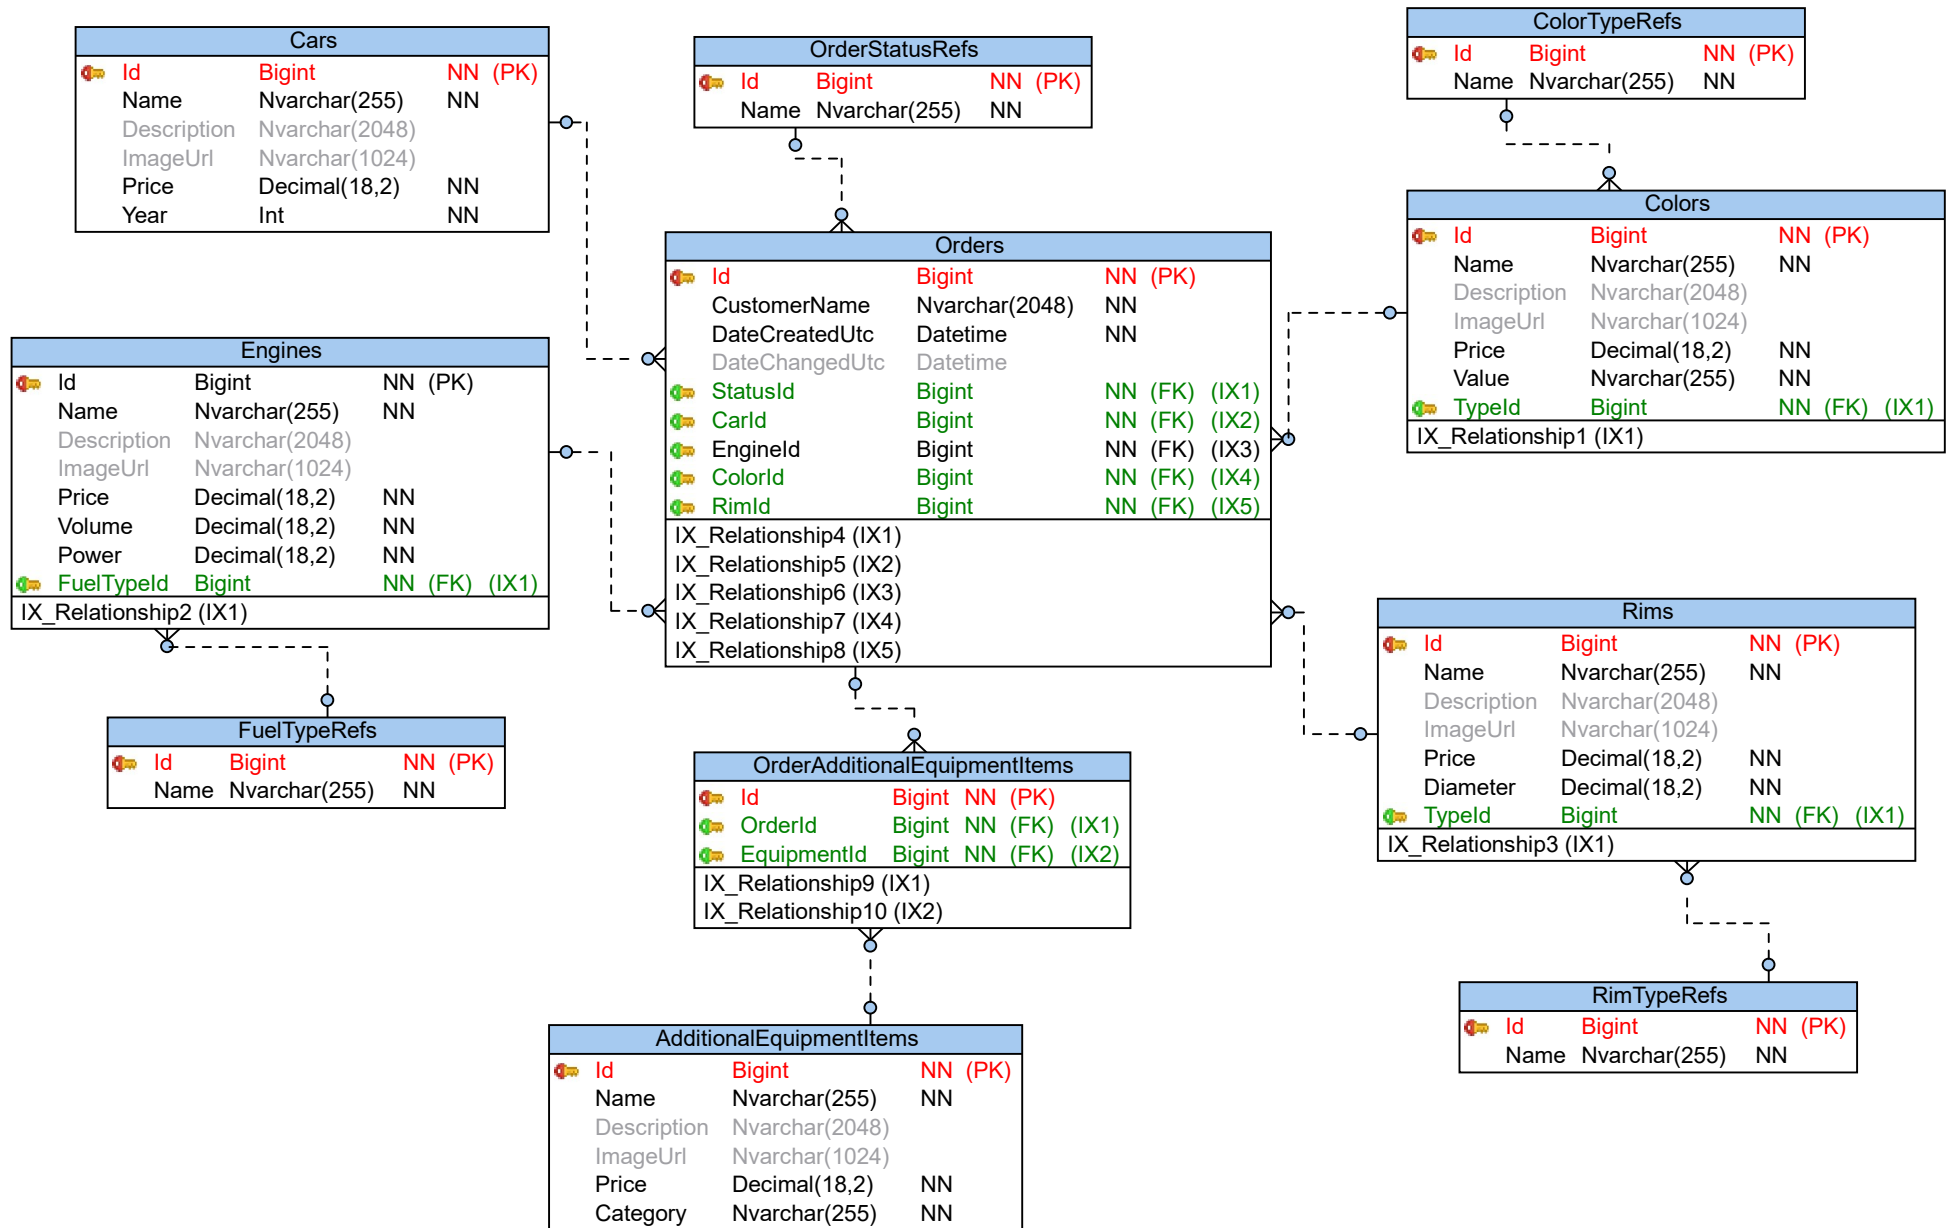 Cars
Id Bigint NN (PK)
Name Nvarchar(255) NN
Description Nvarchar(2048)
ImageUrl Nvarchar(1024)
Price Decimal(18,2) NN
Year Int NN
OrderStatusRefs
Id Bigint NN (PK)
Name Nvarchar(255) NN
ColorTypeRefs
Id Bigint NN (PK)
Name Nvarchar(255) NN
Colors
Id Bigint NN (PK)
Name Nvarchar(255) NN
Description Nvarchar(2048)
ImageUrl Nvarchar(1024)
Price Decimal(18,2) NN
Value Nvarchar(255) NN
TypeId Bigint NN (FK) (IX1)
IX_Relationship1 (IX1)
Orders
Id Bigint NN (PK)
CustomerName Nvarchar(2048) NN
DateCreatedUtc Datetime NN
DateChangedUtc Datetime
StatusId Bigint NN (FK) (IX1)
CarId Bigint NN (FK) (IX2)
EngineId Bigint NN (FK) (IX3)
ColorId Bigint NN (FK) (IX4)
RimId Bigint NN (FK) (IX5)
IX_Relationship4 (IX1)
IX_Relationship5 (IX2)
IX_Relationship6 (IX3)
IX_Relationship7 (IX4)
IX_Relationship8 (IX5)
Engines
Id Bigint NN (PK)
Name Nvarchar(255) NN
Description Nvarchar(2048)
ImageUrl Nvarchar(1024)
Price Decimal(18,2) NN
Volume Decimal(18,2) NN
Power Decimal(18,2) NN
FuelTypeId Bigint NN (FK) (IX1)
IX_Relationship2 (IX1)
Rims
Id Bigint NN (PK)
Name Nvarchar(255) NN
Description Nvarchar(2048)
ImageUrl Nvarchar(1024)
Price Decimal(18,2) NN
Diameter Decimal(18,2) NN
TypeId Bigint NN (FK) (IX1)
IX_Relationship3 (IX1)
FuelTypeRefs
Id Bigint NN (PK)
Name Nvarchar(255) NN
OrderAdditionalEquipmentItems
Id Bigint NN (PK)
OrderId Bigint NN (FK) (IX1)
EquipmentId Bigint NN (FK) (IX2)
IX_Relationship9 (IX1)
IX_Relationship10 (IX2)
RimTypeRefs
Id Bigint NN (PK)
Name Nvarchar(255) NN
AdditionalEquipmentItems
Id Bigint NN (PK)
Name Nvarchar(255) NN
Description Nvarchar(2048)
ImageUrl Nvarchar(1024)
Price Decimal(18,2) NN
Category Nvarchar(255) NN